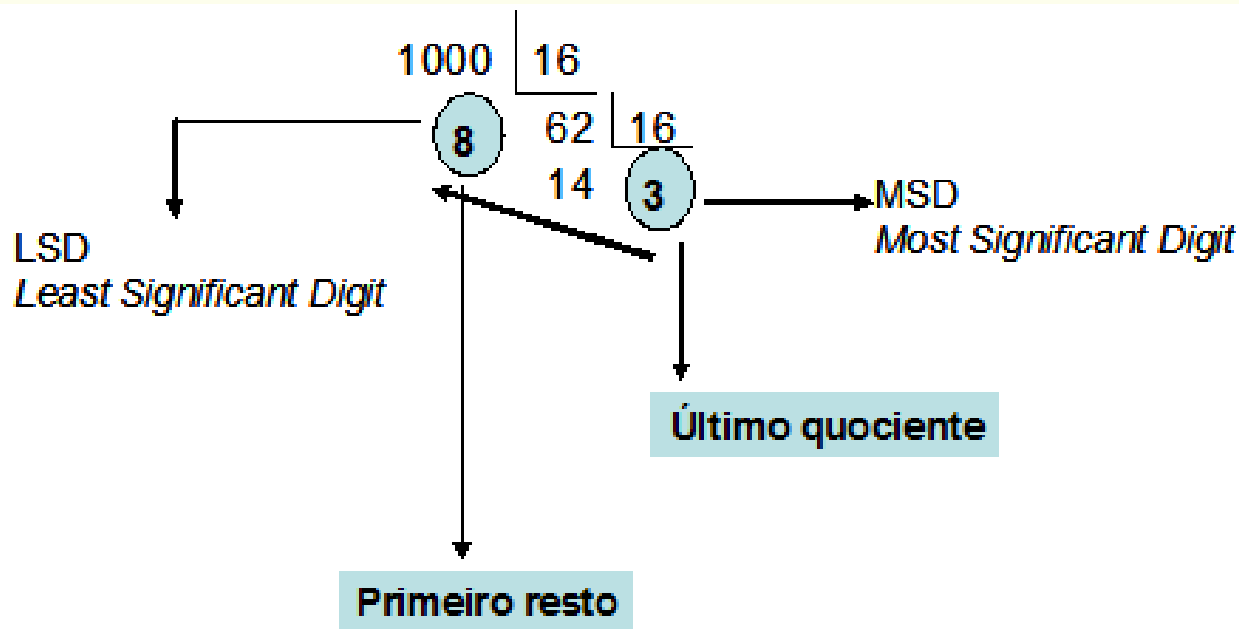 1000 16
8 62 16
14 3
MSD
Most Significant Digit
LSD
Least Significant Digit
Último quociente
Primeiro resto